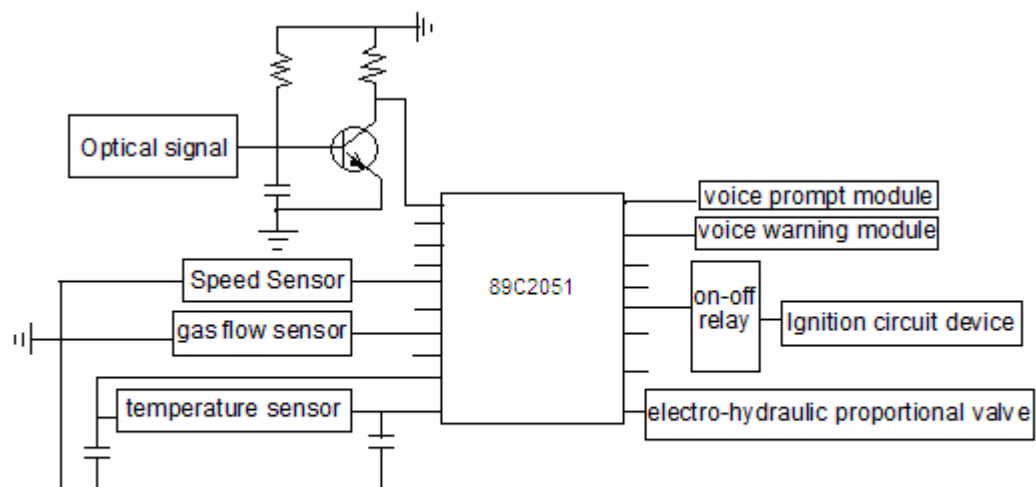 Optical signal
voice prompt module
voice warning module
Speed Sensor
89C2051
on-off
relay
Ignition circuit device
gas flow sensor
temperature sensor
electro-hydraulic proportional valve